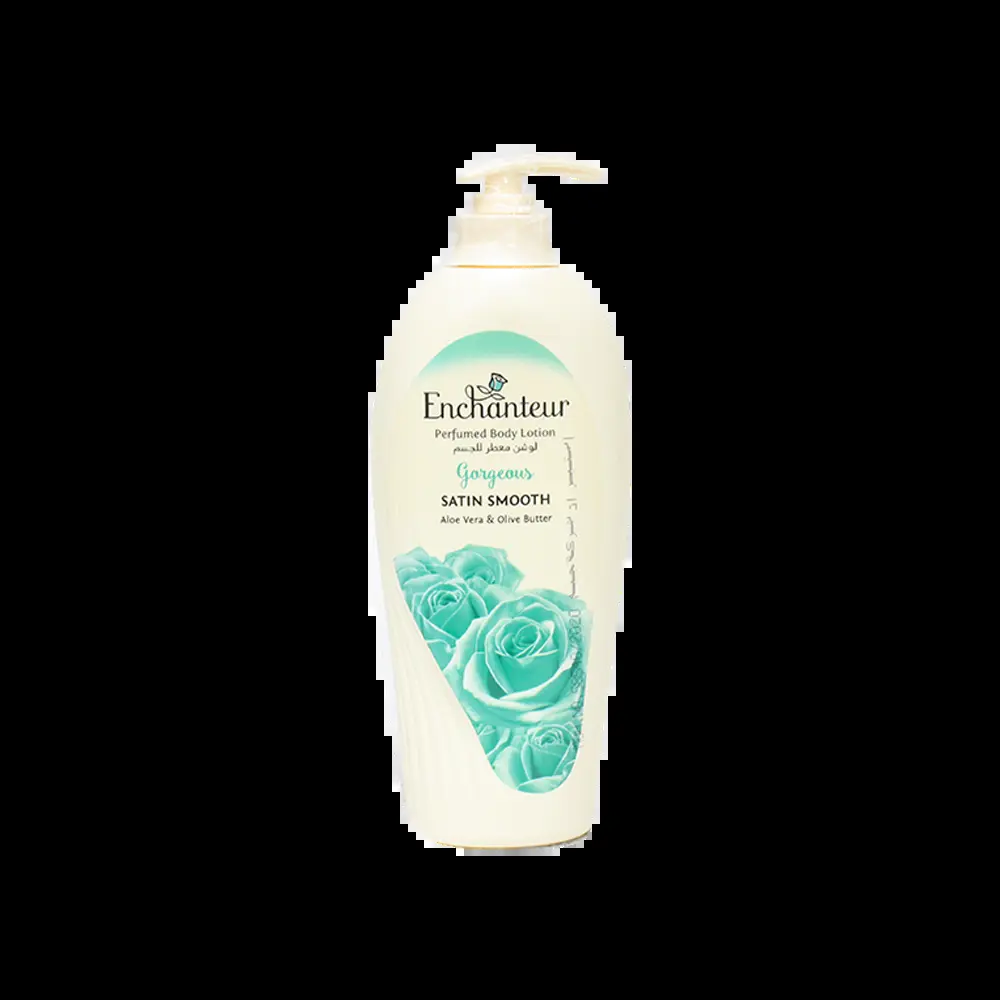 Enchanteur
Perfumed Body Lotion
لوشن معطر للجسم
Gorgeous
SATIN SMOOTH
Aloe Vera & Olive Butter